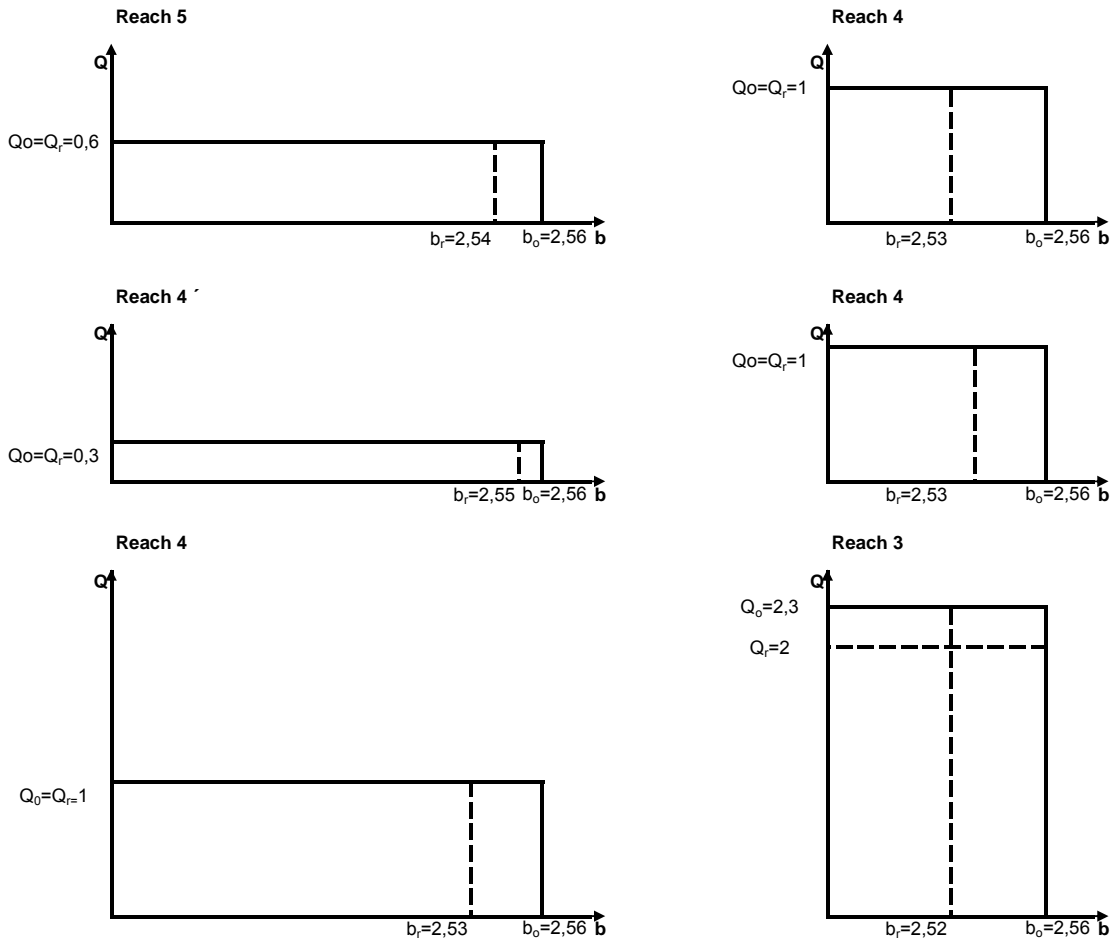 Reach 5
Q
Qo=Qr=0,6
br=2,54
bo=2,56
b
Reach 4
Q
Qo=Qr=1
br=2,53
bo=2,56
b
Reach 4 ´
Q
Qo=Qr=0,3
br=2,55
bo=2,56
b
Reach 4
Q
Qo=Qr=1
br=2,53
bo=2,56
b
Reach 4
Q
Q0=Qr=1
br=2,53
bo=2,56
b
Reach 3
Q
Qo=2,3
Qr=2
br=2,52
bo=2,56
b